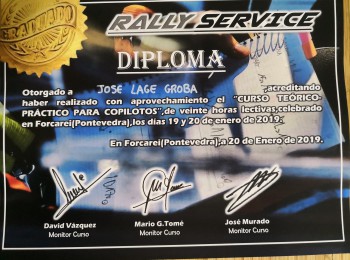 RALLY SERVICE
DIPLOMA
Otorgado a JOSE LAGE GROBA ,acreditando
haber realizado con aprovechamiento el "CURSO TEÓRICO-
PRÁCTICO PARA COPILOTOS",de veinte horas lectivas,celebrado
en Forcarei(Pontevedra),los días 19 y 20 de enero de 2019.
En Forcarei(Pontevedra),a 20 de Enero de 2019.
David Vázquez
Monitor Curso
Mario G.Tomé
Monitor Curso
José Murado
Monitor Curso